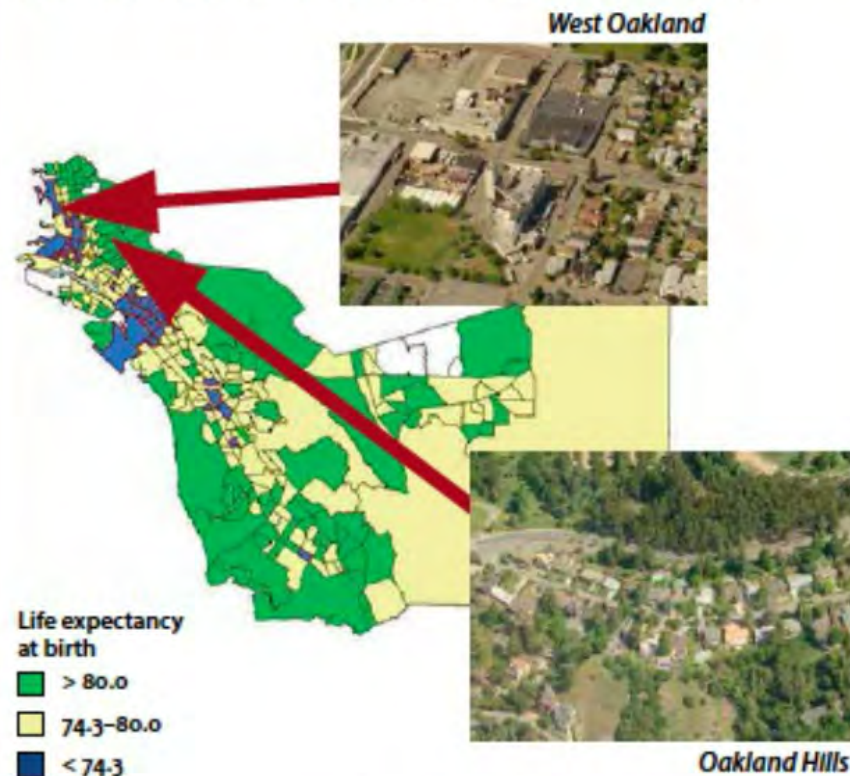 West Oakland
Life expectancy
at birth
> 80.0
74.3–80.0
< 74.3
Oakland Hills